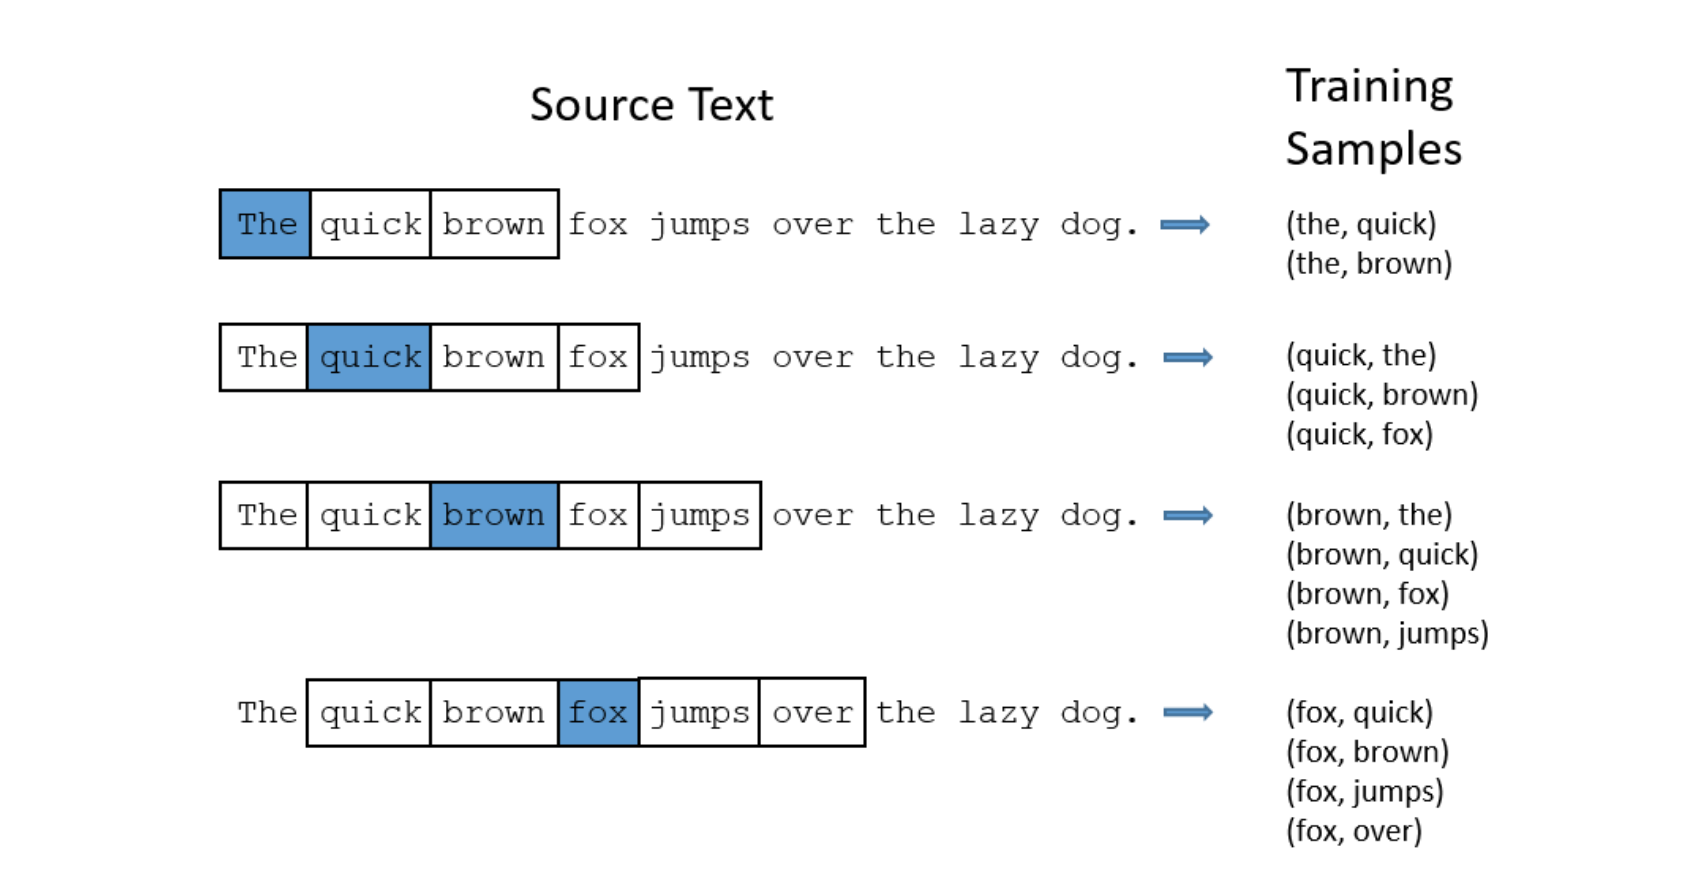 Source Text
Training
Samples
The quick brown fox jumps over the lazy dog.
(the, quick)
(the, brown)
The quick brown fox jumps over the lazy dog.
(quick, the)
(quick, brown)
(quick, fox)
The quick brown fox jumps over the lazy dog.
(brown, the)
(brown, quick)
(brown, fox)
(brown, jumps)
The quick brown fox jumps over the lazy dog.
(fox, quick)
(fox, brown)
(fox, jumps)
(fox, over)